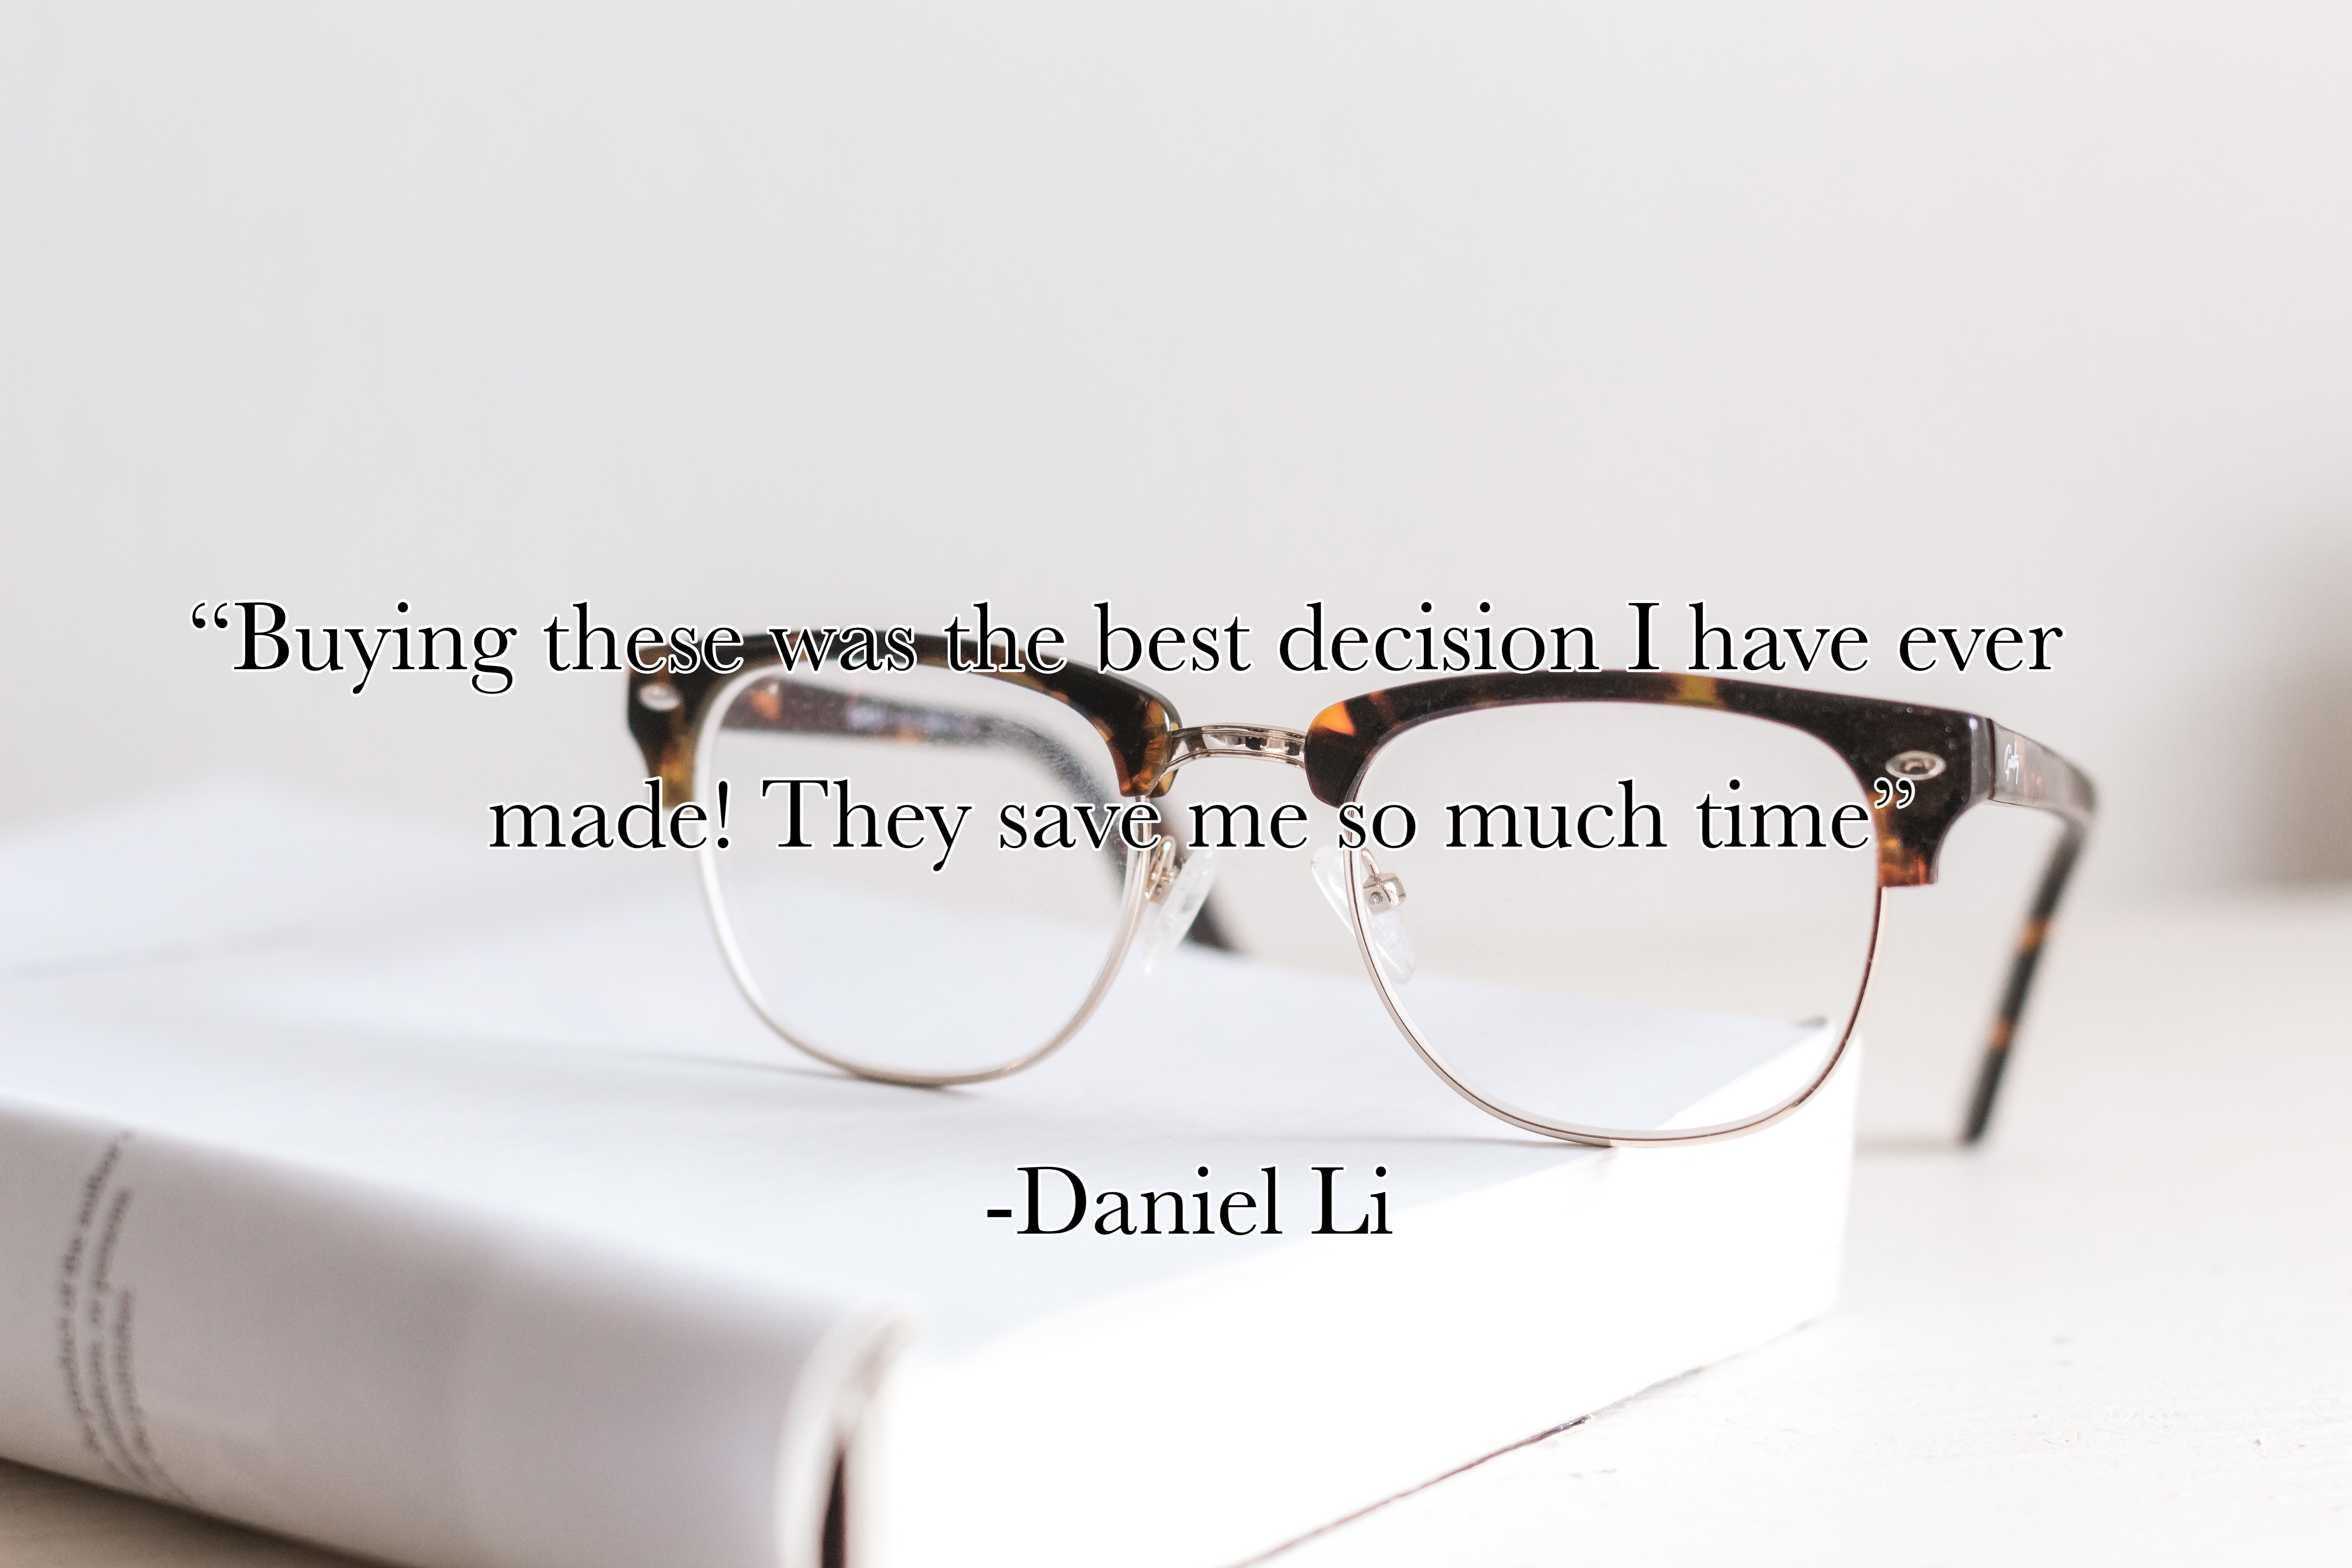 “Buying these was the best decision I have ever
made! They save me so much time”
-Daniel Li